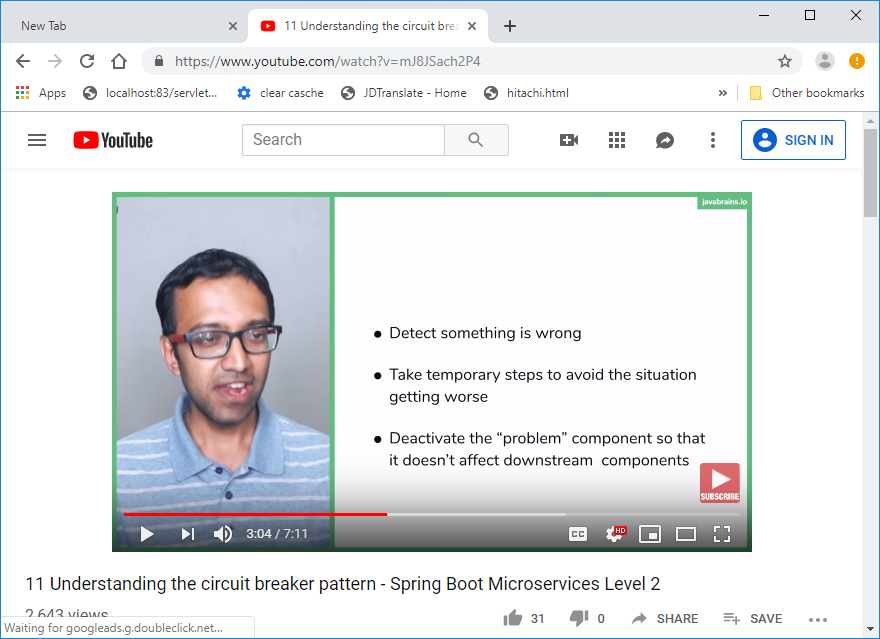 New Tab
11 Understanding the circuit brea
https://www.youtube.com/watch?v=mJ8JSach2P4
Apps
localhost:83/servlet...
clear casche
JDTranslate - Home
hitachi.html
»
Other bookmarks
YouTube
Search
SIGN IN
javabrains.io
● Detect something is wrong
● Take temporary steps to avoid the situation
getting worse
● Deactivate the “problem” component so that
it doesn’t affect downstream components
SUBSCRIBE
3:04 / 7:11
CC
HD
11 Understanding the circuit breaker pattern - Spring Boot Microservices Level 2
2,643 views
31
0
SHARE
SAVE
Waiting for googleads.g.doubleclick.net...